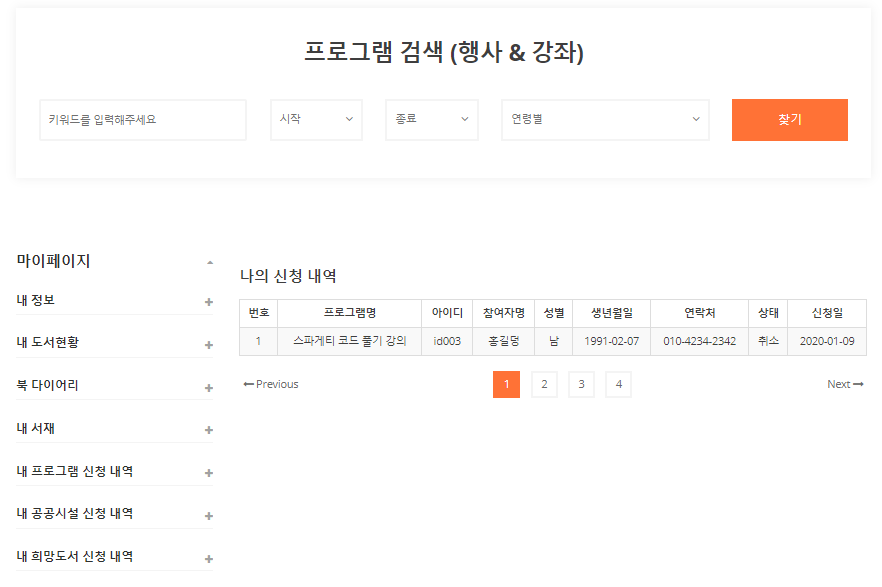 프로그램 검색 (행사 & 강좌)
키워드를 입력해주세요 시작 종료 연령별 찾기
마이페이지
내 정보
내 도서현황
북 다이어리
내 서재
내 프로그램 신청 내역
내 공공시설 신청 내역
내 희망도서 신청 내역
나의 신청 내역
번호 프로그램명 아이디 참여자명 성별 생년월일 연락처 상태 신청일
1 스파게티 코드 풀기 강의 id003 홍길덩 남 1991-02-07 010-4234-2342 취소 2020-01-09
Previous 1 2 3 4 Next